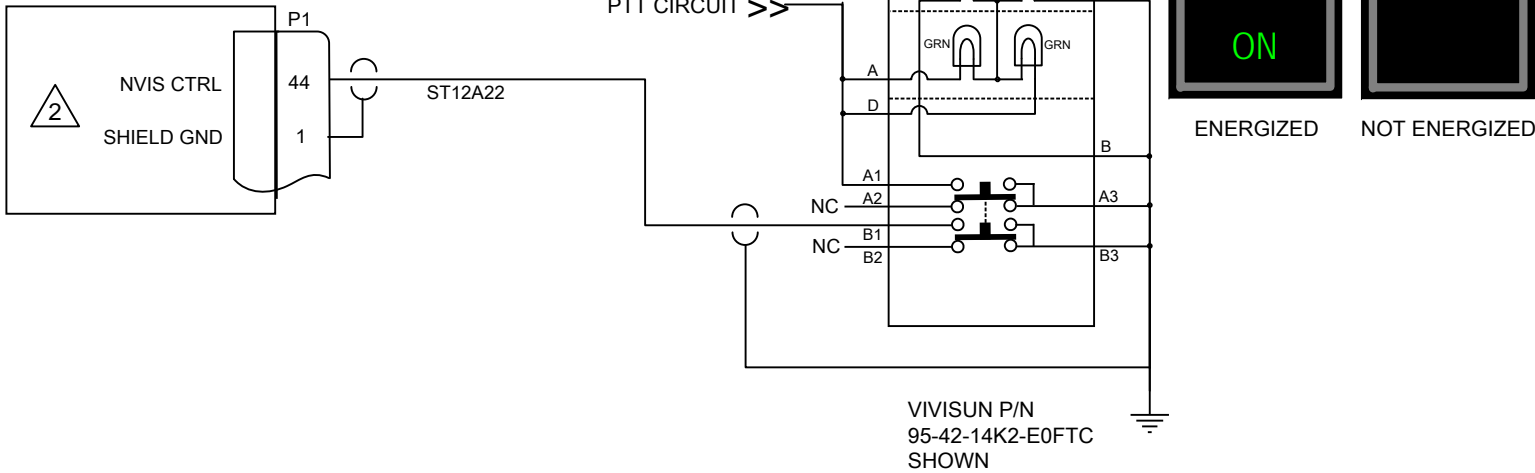 PTT CIRCUIT >>
P1
NVIS CTRL 44
SHIELD GND 1
2
ST12A22
GRN GRN
A
D
B
A1
NC A2 A3
B1
NC B2 B3
ON
ENERGIZED NOT ENERGIZED
VIVISUN P/N
95-42-14K2-E0FTC
SHOWN